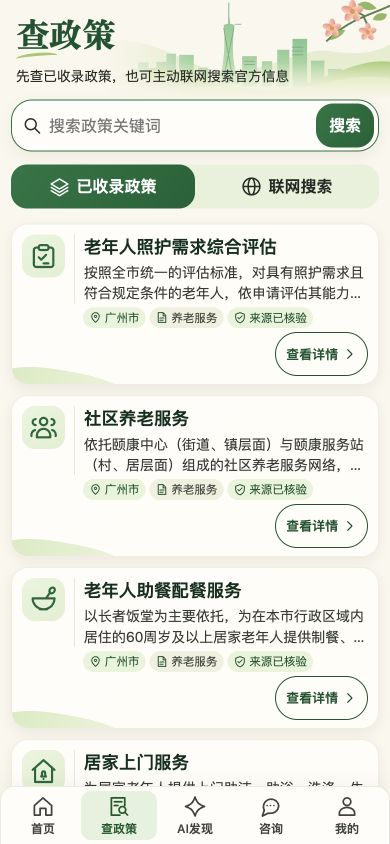 查政策
先查已收录政策，也可主动联网搜索官方信息
搜索政策关键词
搜索
已收录政策
联网搜索
老年人照护需求综合评估
按照全市统一的评估标准，对具有照护需求且
符合规定条件的老年人，依申请评估其能力...
广州市 养老服务 来源已核验
查看详情
社区养老服务
依托颐康中心（街道、镇层面）与颐康服务站
（村、居层面）组成的社区养老服务网络，...
广州市 养老服务 来源已核验
查看详情
老年人助餐配餐服务
以长者饭堂为主要依托，为在本市行政区域内
居住的60周岁及以上居家老年人提供制餐、...
广州市 养老服务 来源已核验
查看详情
居家上门服务
首页
查政策
AI发现
咨询
我的